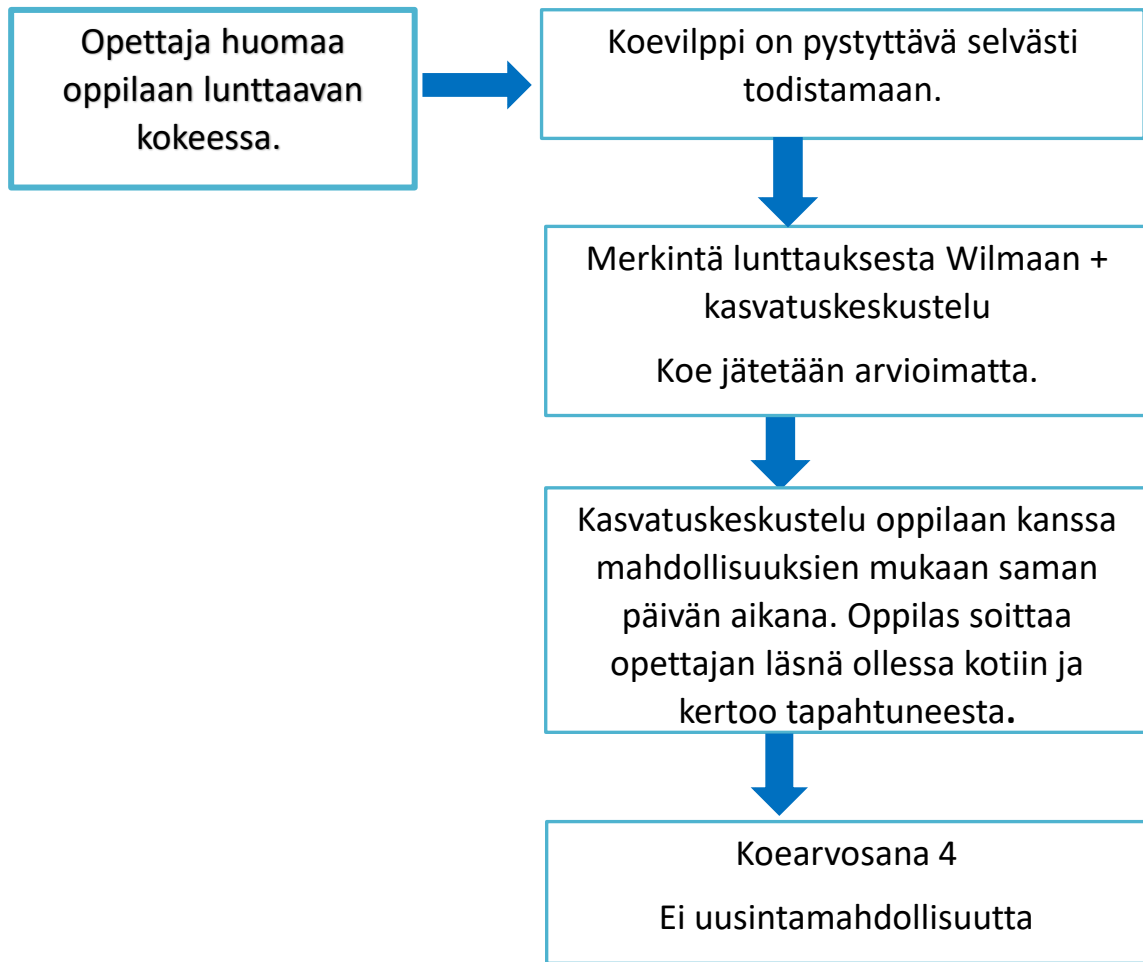 Opettaja huomaa
oppilaan lunttaavan
kokeessa.
Koevilppi on pystyttävä selvästi
todistamaan.
Merkintä lunttauksesta Wilmaan +
kasvatuskeskustelu
Koe jätetään arvioimatta.
Kasvatuskeskustelu oppilaan kanssa
mahdollisuuksien mukaan saman
päivän aikana. Oppilas soittaa
opettajan läsnä ollessa kotiin ja
kertoo tapahtuneesta.
Koearvosana 4
Ei uusintamahdollisuutta